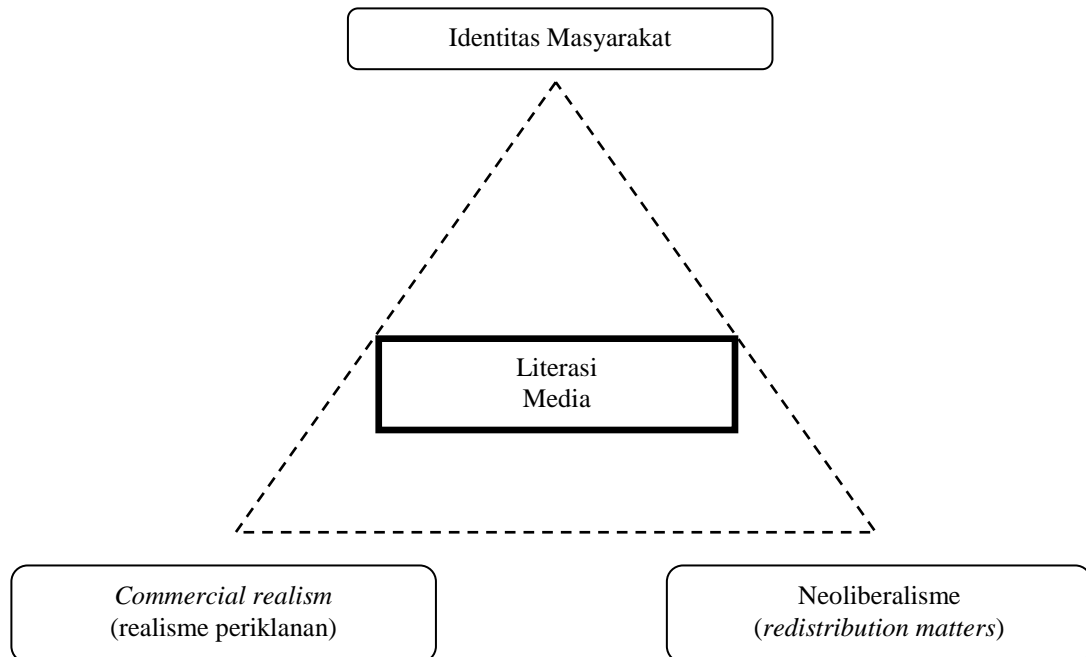 Identitas Masyarakat
Literasi
Media
Commercial realism
(realisme periklanan)
Neoliberalisme
(redistribution matters)